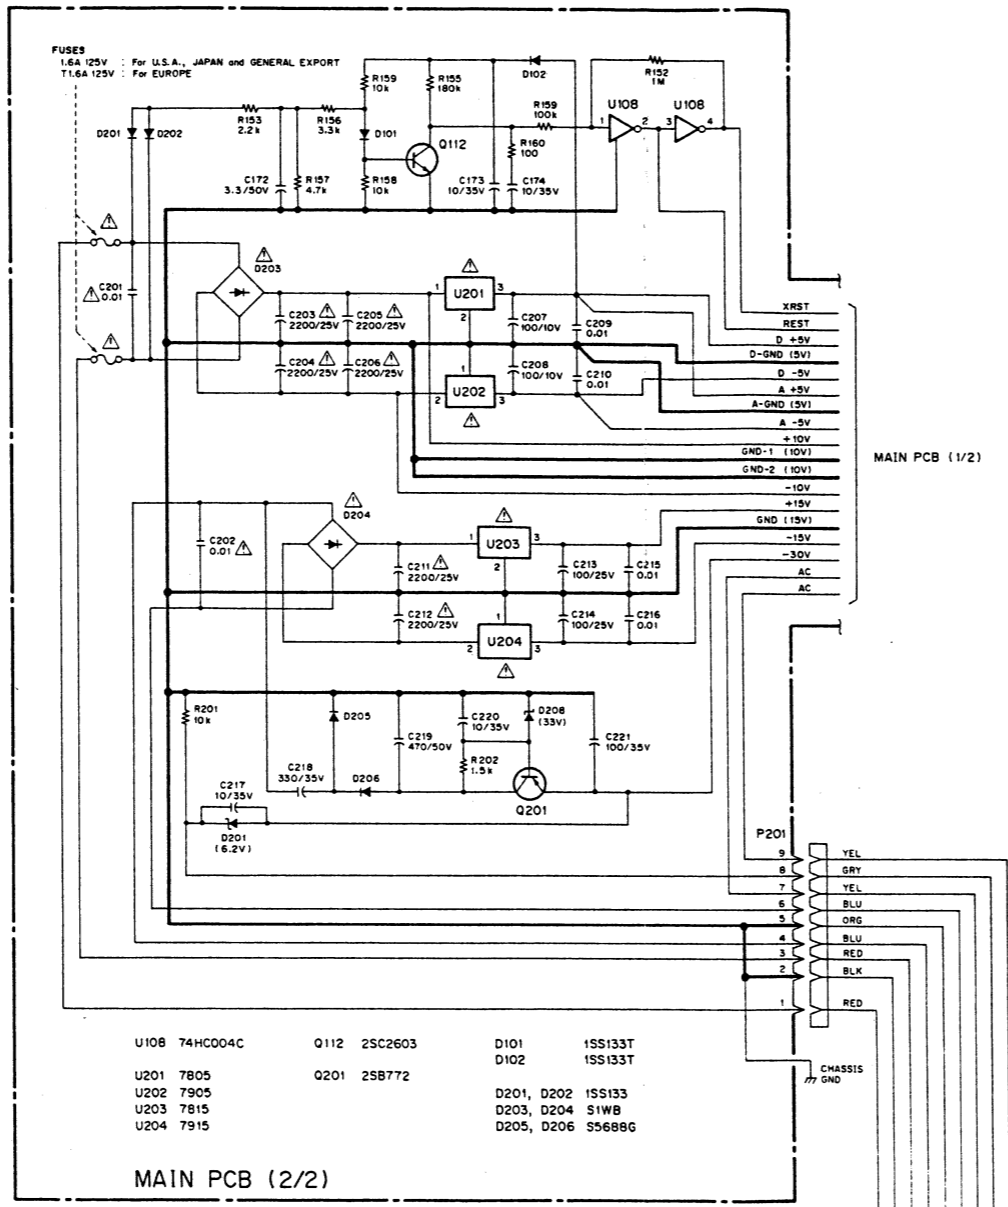 FUSES
1.6A 125V : For U.S.A., JAPAN and GENERAL EXPORT
T1.6A 125V : For EUROPE
D201
D202
R153
2.2k
R156
3.3k
R159
10k
R155
180k
D101
Q112
D102
R159
100k
R160
100
R152
1M
U108
U108
1
2
3
4
C172
3.3/50V
R157
4.7k
R158
10k
C173
10/35V
C174
10/35V
C201
0.01
D203
C203
2200/25V
C205
2200/25V
C204
2200/25V
C206
2200/25V
1
U201
3
2
1
2
U202
3
C207
100/10V
C208
100/10V
C209
0.01
C210
0.01
XRST
REST
D +5V
D-GND (5V)
D -5V
A +5V
A-GND (5V)
A -5V
+10V
GND-1 (10V)
GND-2 (10V)
-10V
+15V
GND (15V)
-15V
-30V
AC
AC
MAIN PCB (1/2)
C202
0.01
D204
C211
2200/25V
C212
2200/25V
1
U203
3
2
1
2
U204
3
C213
100/25V
C214
100/25V
C215
0.01
C216
0.01
R201
10k
D205
C219
470/50V
C220
10/35V
D208
(33V)
C221
100/35V
C218
330/35V
D206
R202
1.5k
Q201
C217
10/35V
D201
(6.2V)
P201
9 YEL
8 GRY
7 YEL
6 BLU
5 ORG
4 BLU
3 RED
2 BLK
1 RED
CHASSIS
GND
U108 74HC004C
U201 7805
U202 7905
U203 7815
U204 7915
Q112 2SC2603
Q201 2SB772
D101 1SS133T
D102 1SS133T
D201, D202 1SS133
D203, D204 S1WB
D205, D206 S5688G
MAIN PCB (2/2)